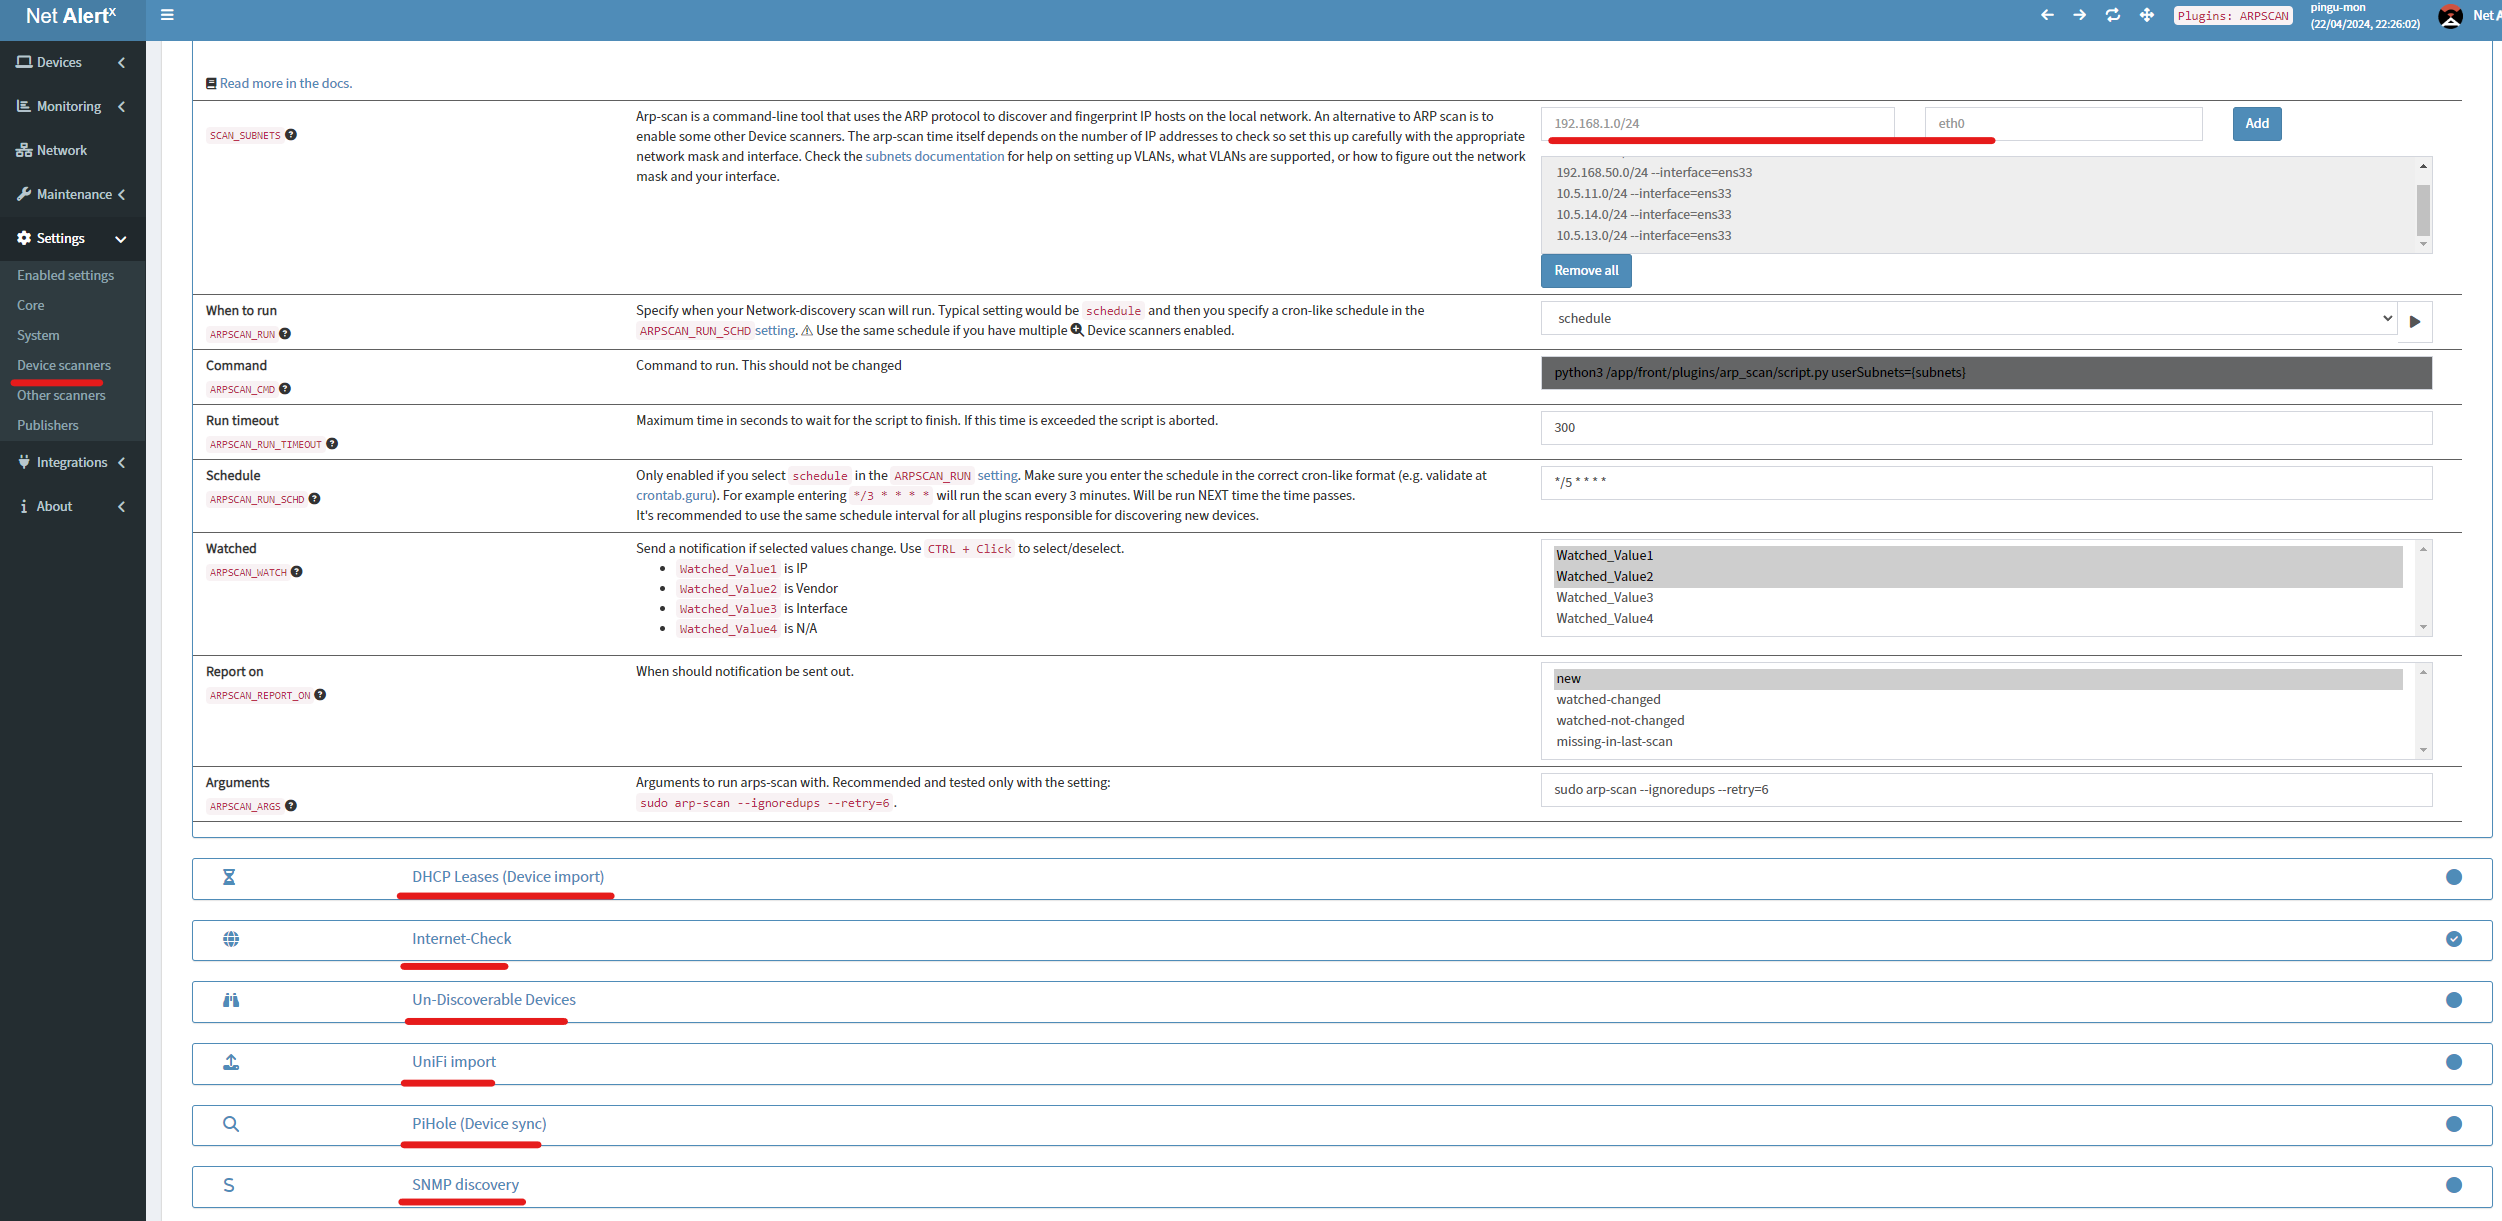 Net Alertx
Plugins: ARPSCAN
pingu-mon
(22/04/2024, 22:26:02)
Net A
Devices
Monitoring
Network
Maintenance
Settings
Enabled settings
Core
System
Device scanners
Other scanners
Publishers
Integrations
About
Read more in the docs.
SCAN_SUBNETS
Arp-scan is a command-line tool that uses the ARP protocol to discover and fingerprint IP hosts on the local network. An alternative to ARP scan is to
enable some other Device scanners. The arp-scan time itself depends on the number of IP addresses to check so set this up carefully with the appropriate
network mask and interface. Check the subnets documentation for help on setting up VLANs, what VLANs are supported, or how to figure out the network
mask and your interface.
192.168.1.0/24
eth0
Add
192.168.50.0/24 --interface=ens33
10.5.11.0/24 --interface=ens33
10.5.14.0/24 --interface=ens33
10.5.13.0/24 --interface=ens33
Remove all
When to run
ARPSCAN_RUN
Specify when your Network-discovery scan will run. Typical setting would be schedule and then you specify a cron-like schedule in the
ARPSCAN_RUN_SCHD setting. ⚠ Use the same schedule if you have multiple Device scanners enabled.
schedule
Command
ARPSCAN_CMD
Command to run. This should not be changed
python3 /app/front/plugins/arp_scan/script.py userSubnets={subnets}
Run timeout
ARPSCAN_RUN_TIMEOUT
Maximum time in seconds to wait for the script to finish. If this time is exceeded the script is aborted.
300
Schedule
ARPSCAN_RUN_SCHD
Only enabled if you select schedule in the ARPSCAN_RUN setting. Make sure you enter the schedule in the correct cron-like format (e.g. validate at
crontab.guru). For example entering */3 * * * * will run the scan every 3 minutes. Will be run NEXT time the time passes.
It's recommended to use the same schedule interval for all plugins responsible for discovering new devices.
*/5 * * * *
Watched
ARPSCAN_WATCH
Send a notification if selected values change. Use CTRL + Click to select/deselect.
• Watched_Value1 is IP
• Watched_Value2 is Vendor
• Watched_Value3 is Interface
• Watched_Value4 is N/A
Watched_Value1
Watched_Value2
Watched_Value3
Watched_Value4
Report on
ARPSCAN_REPORT_ON
When should notification be sent out.
new
watched-changed
watched-not-changed
missing-in-last-scan
Arguments
ARPSCAN_ARGS
Arguments to run arps-scan with. Recommended and tested only with the setting:
sudo arp-scan --ignoredups --retry=6 .
sudo arp-scan --ignoredups --retry=6
DHCP Leases (Device import)
Internet-Check
Un-Discoverable Devices
UniFi import
PiHole (Device sync)
S
SNMP discovery